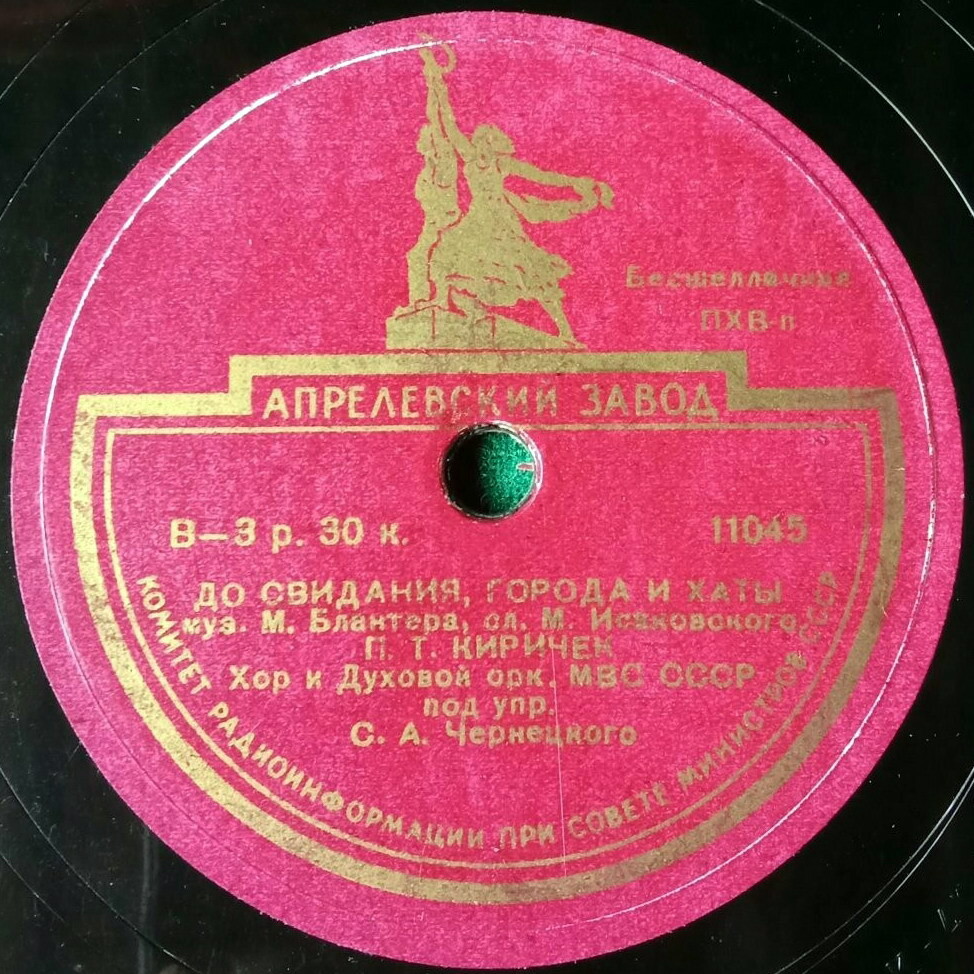 Бесшеллачная
ПХВ-п
АПРЕЛЕВСКИЙ ЗАВОД
В—3 р. 30 к.
11045
ДО СВИДАНИЯ, ГОРОДА И ХАТЫ
муз. М. Блантера, сл. М. Исаковского
П. Т. КИРИЧЕК
Хор и Духовой орк. МВС СССР
под упр.
С. А. Чернецкого
КОМИТЕТ РАДИОИНФОРМАЦИИ ПРИ СОВЕТЕ МИНИСТРОВ СССР